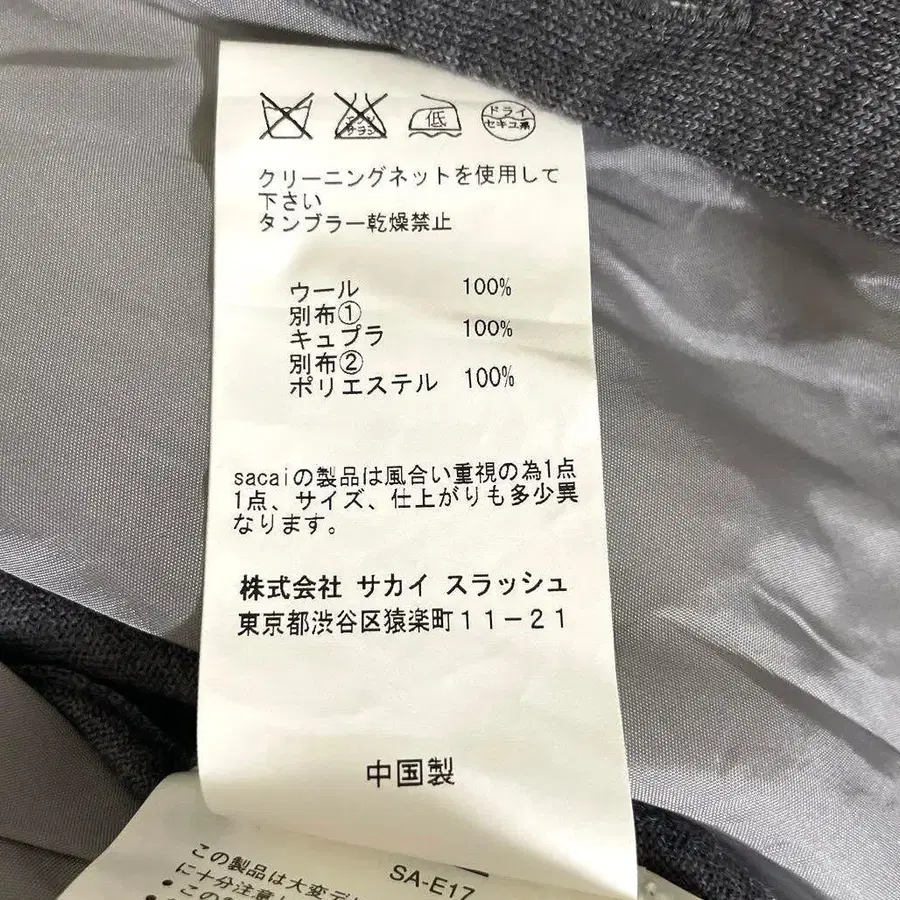 低
ドライ
セキユ系
クリーニングネットを使用して
下さい
タンブラー乾燥禁止
ウール 100%
別布①
キュプラ 100%
別布②
ポリエステル 100%
sacaiの製品は風合い重視の為1点
1点、サイズ、仕上がりも多少異
なります。
株式会社 サカイ スラッシュ
東京都渋谷区猿楽町11-21
中国製
この製品は大変デ
に十分注意し
SA-E17